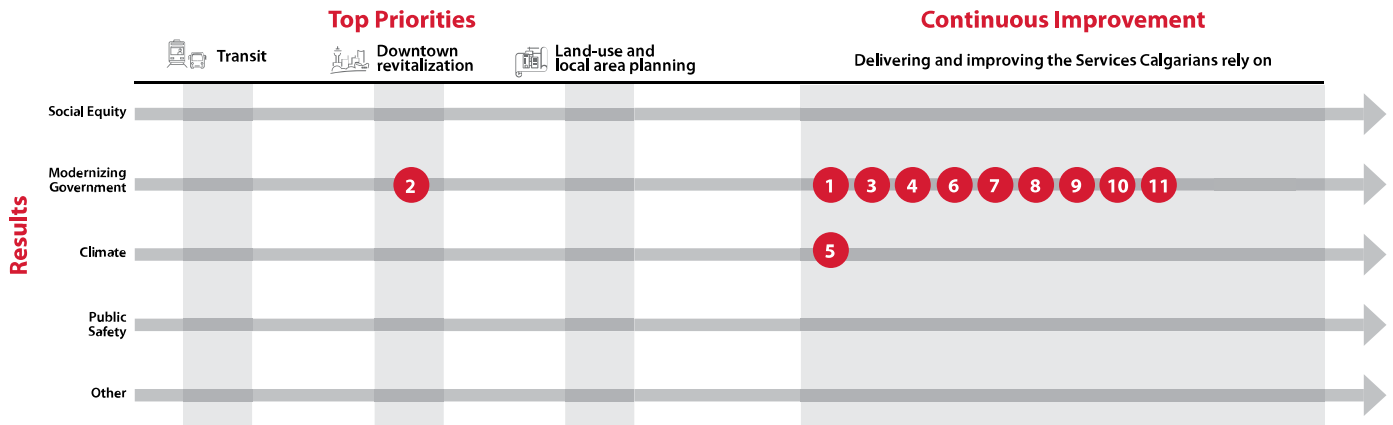 Top Priorities
Continuous Improvement
Transit
Downtown
revitalization
Land-use and
local area planning
Delivering and improving the Services Calgarians rely on
Results
Social Equity
Modernizing
Government
2
1 3 4 6 7 8 9 10 11
Climate
5
Public
Safety
Other